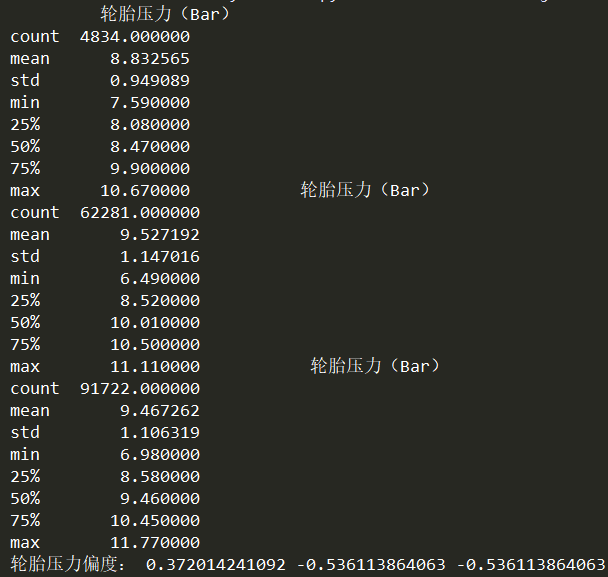 轮胎压力（Bar）
count 4834.000000
mean 8.832565
std 0.949089
min 7.590000
25% 8.080000
50% 8.470000
75% 9.900000
max 10.670000 轮胎压力（Bar）
count 62281.000000
mean 9.527192
std 1.147016
min 6.490000
25% 8.520000
50% 10.010000
75% 10.500000
max 11.110000 轮胎压力（Bar）
count 91722.000000
mean 9.467262
std 1.106319
min 6.980000
25% 8.580000
50% 9.460000
75% 10.450000
max 11.770000
轮胎压力偏度： 0.372014241092 -0.536113864063 -0.536113864063